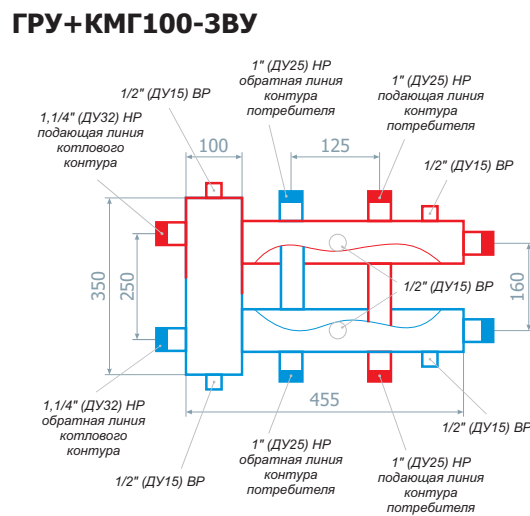 ГРУ+КМГ100-3ВУ
1/2" (ДУ15) ВР
1" (ДУ25) НР
обратная линия
контура
потребителя
1" (ДУ25) НР
подающая линия
контура
потребителя
1,1/4" (ДУ32) НР
подающая линия
котлового
контура
100
125
1/2" (ДУ15) ВР
350
250
1/2" (ДУ15) ВР
160
455
1,1/4" (ДУ32) НР
обратная линия
котлового
контура
1/2" (ДУ15) ВР
1" (ДУ25) НР
обратная линия
контура
потребителя
1" (ДУ25) НР
подающая линия
контура
потребителя
1/2" (ДУ15) ВР